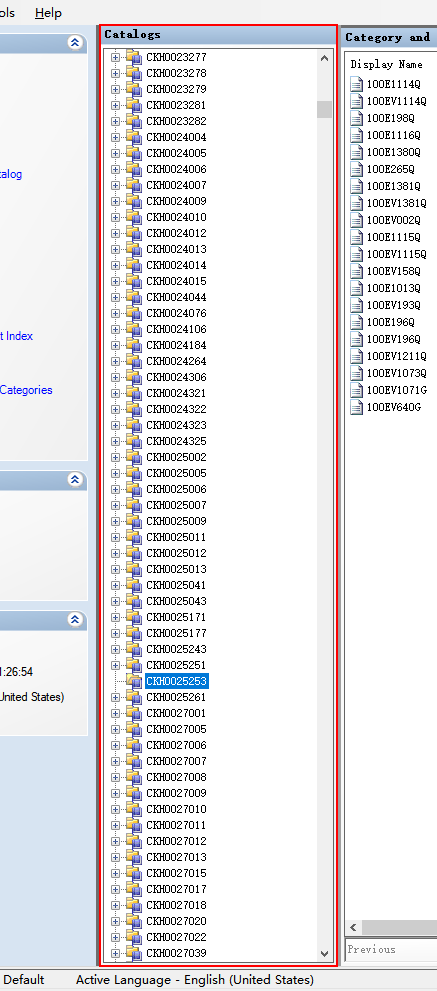 ols Help
Catalogs
CKH0023277
CKH0023278
CKH0023279
CKH0023281
CKH0023282
CKH0024004
CKH0024005
CKH0024006
CKH0024007
CKH0024009
CKH0024010
CKH0024012
CKH0024013
CKH0024014
CKH0024015
CKH0024044
CKH0024076
CKH0024106
CKH0024184
CKH0024264
CKH0024306
CKH0024321
CKH0024322
CKH0024323
CKH0024325
CKH0025002
CKH0025005
CKH0025006
CKH0025007
CKH0025009
CKH0025011
CKH0025012
CKH0025013
CKH0025041
CKH0025043
CKH0025171
CKH0025177
CKH0025243
CKH0025251
CKH0025253
CKH0025261
CKH0027001
CKH0027005
CKH0027006
CKH0027007
CKH0027008
CKH0027009
CKH0027010
CKH0027011
CKH0027012
CKH0027013
CKH0027015
CKH0027017
CKH0027018
CKH0027020
CKH0027022
CKH0027039
Category and
Display Name
100E1114Q
100EV1114Q
100E198Q
100E1116Q
100E1380Q
100E265Q
100E1381Q
100EV1381Q
100EV002Q
100E1115Q
100EV1115Q
100EV158Q
100E1013Q
100EV193Q
100E196Q
100EV196Q
100EV1211Q
100EV1073Q
100EV1071G
100EV640G
Previous
talog
t Index
Categories
1:26:54
United States)
Default
Active Language - English (United States)